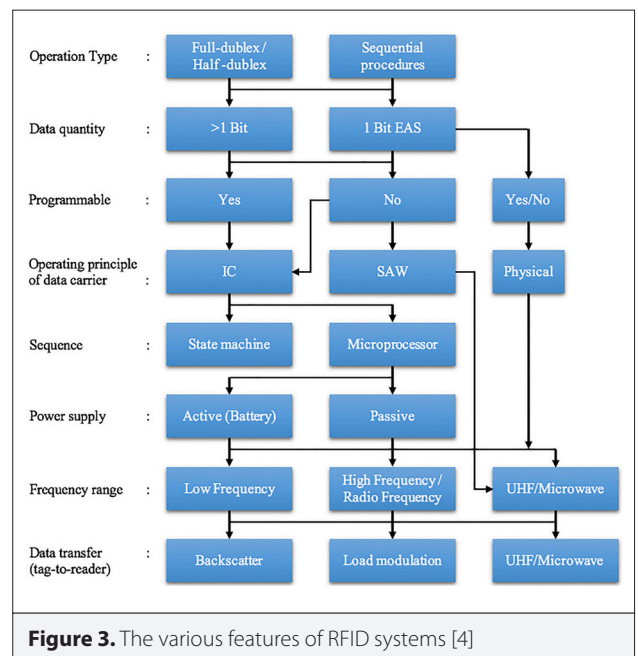 Operation Type :
Full-dublex /
Half -dublex
Sequential
procedures
Data quantity :
>1 Bit
1 Bit EAS
Programmable :
Yes
No
Yes/No
Operating principle
of data carrier :
IC
SAW
Physical
Sequence :
State machine
Microprocessor
Power supply :
Active (Battery)
Passive
Frequency range :
Low Frequency
High Frequency /
Radio Frequency
UHF/Microwave
Data transfer :
(tag-to-reader)
Backscatter
Load modulation
UHF/Microwave
Figure 3. The various features of RFID systems [4]